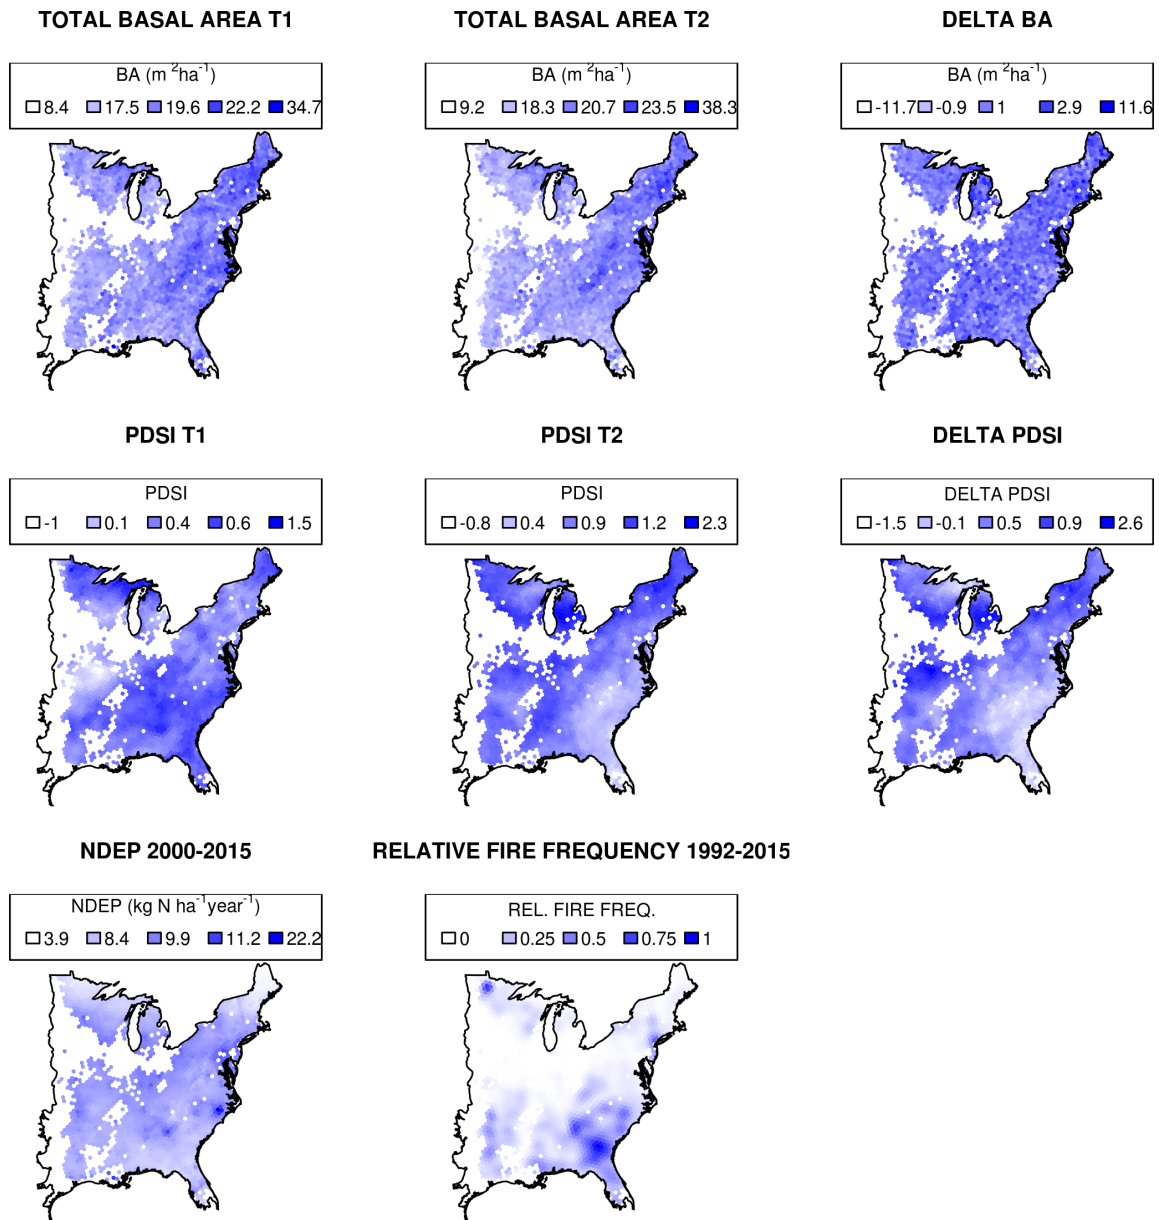 TOTAL BASAL AREA T1
TOTAL BASAL AREA T2
DELTA BA
BA (m ²ha⁻¹)
8.4 17.5 19.6 22.2 34.7
BA (m ²ha⁻¹)
9.2 18.3 20.7 23.5 38.3
BA (m ²ha⁻¹)
-11.7 -0.9 1 2.9 11.6
PDSI T1
PDSI T2
DELTA PDSI
PDSI
-1 0.1 0.4 0.6 1.5
PDSI
-0.8 0.4 0.9 1.2 2.3
DELTA PDSI
-1.5 -0.1 0.5 0.9 2.6
NDEP 2000-2015
RELATIVE FIRE FREQUENCY 1992-2015
NDEP (kg N ha⁻¹year⁻¹)
3.9 8.4 9.9 11.2 22.2
REL. FIRE FREQ.
0 0.25 0.5 0.75 1